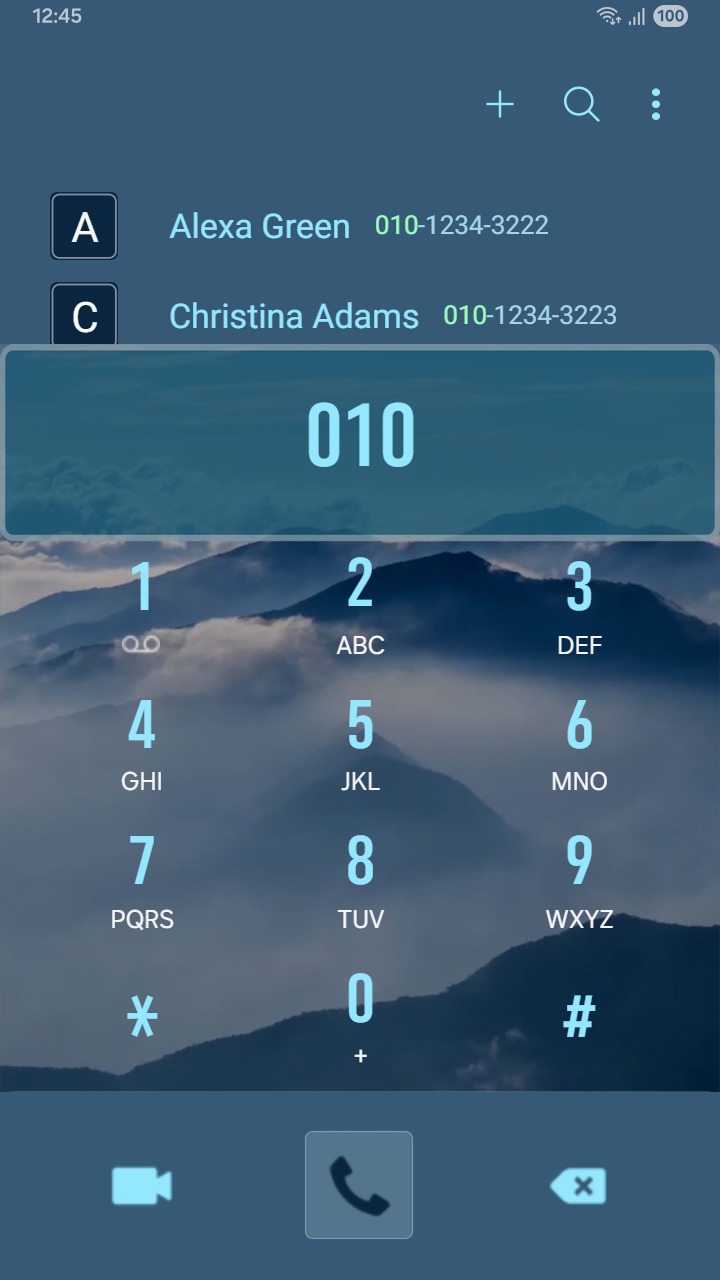 12:45 100
A Alexa Green 010-1234-3222
C Christina Adams 010-1234-3223
010
1 2 3
ABC DEF
4 5 6
GHI JKL MNO
7 8 9
PQRS TUV WXYZ
* 0 #
+